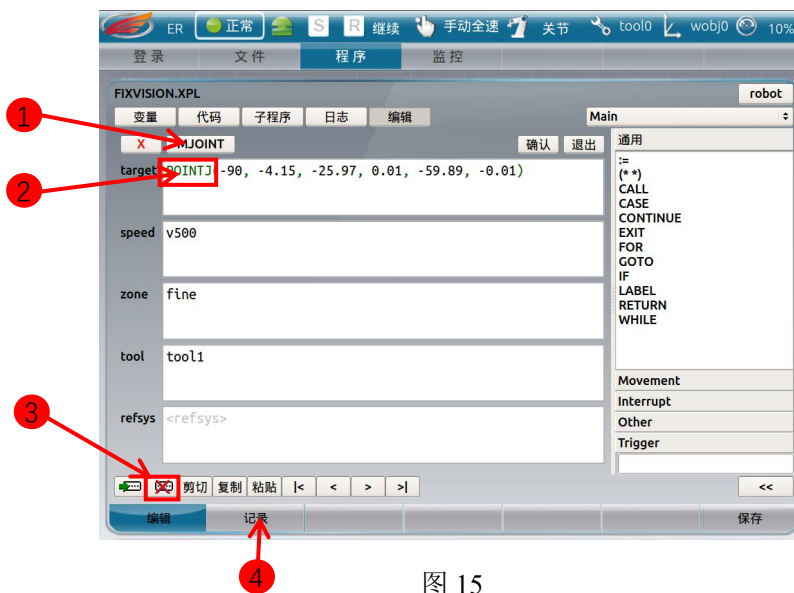 ER 正常 S R 继续 手动全速 关节 tool0 wobj0 10%
登录 文件 程序 监控
FIXVISION.XPL robot
变量 代码 子程序 日志 编辑 Main
1
X MJOINT 确认 退出 通用
target POINTJ(-90, -4.15, -25.97, 0.01, -59.89, -0.01)
2
:=
(* *)
CALL
CASE
CONTINUE
EXIT
FOR
GOTO
IF
LABEL
RETURN
WHILE
speed v500
zone fine
tool tool1
refsys <refsys>
Movement
Interrupt
Other
Trigger
3
剪切 复制 粘贴 |< < > >| <<
编辑 记录 保存
4
图 15